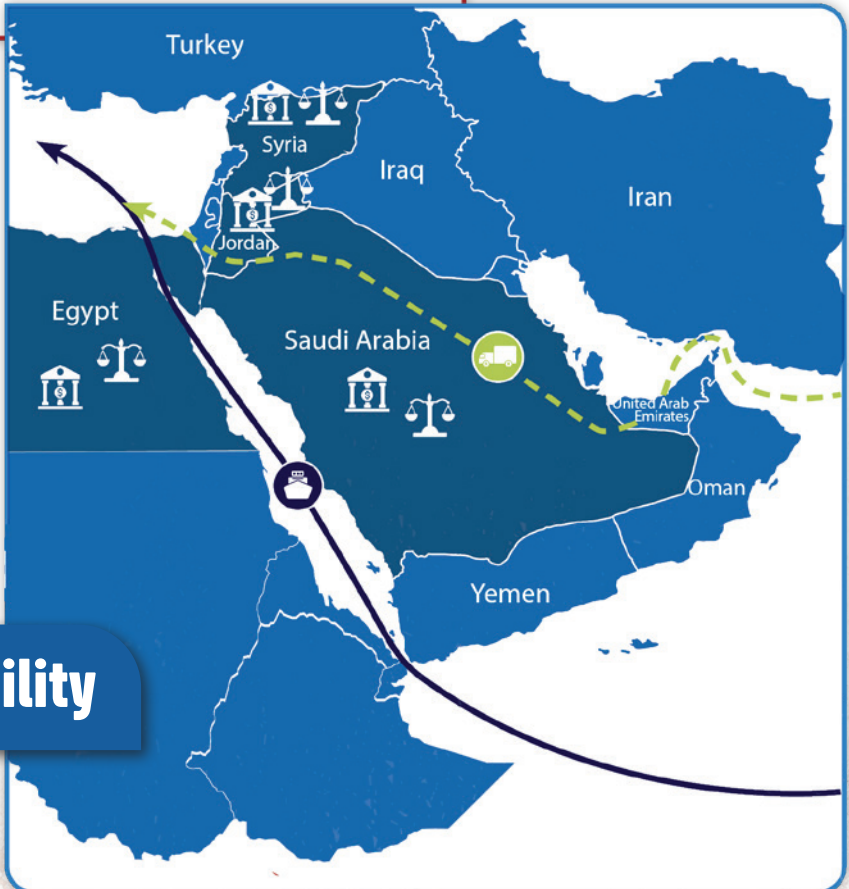 Turkey
Syria
Iraq
Iran
Jordan
Egypt
Saudi Arabia
United Arab
Emirates
Oman
Yemen
ility
$
$
$
$